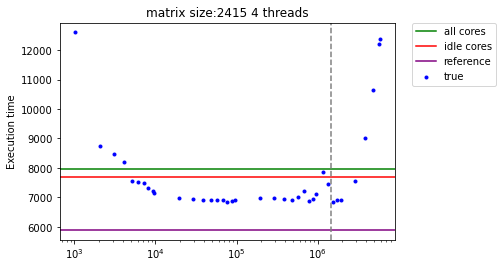 matrix size:2415 4 threads
all cores
idle cores
reference
true
Execution time
12000
11000
10000
9000
8000
7000
6000
10³
10⁴
10⁵
10⁶